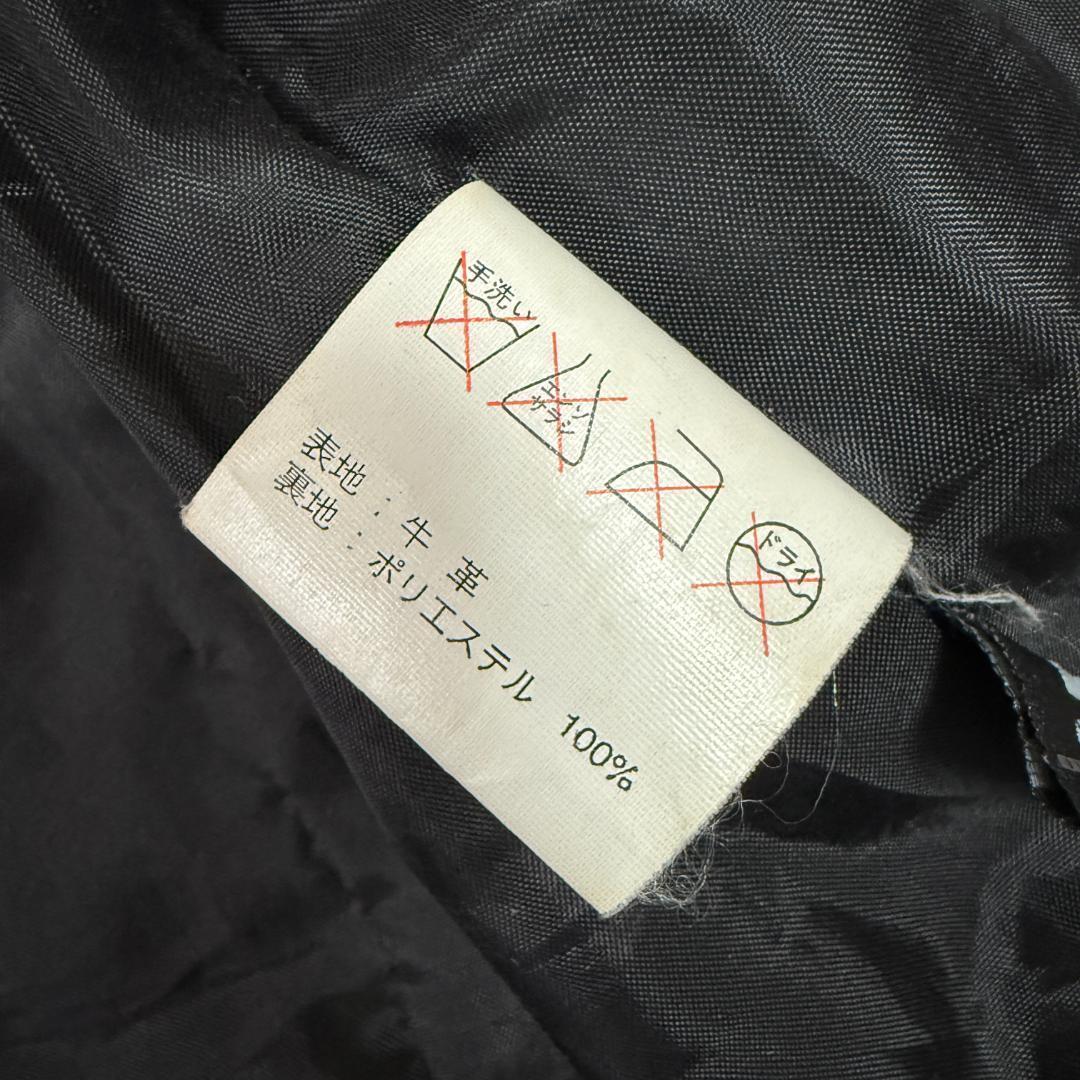 手洗い
エンソ
サラシ
ドライ
表地：牛革
裏地：ポリエステル 100%